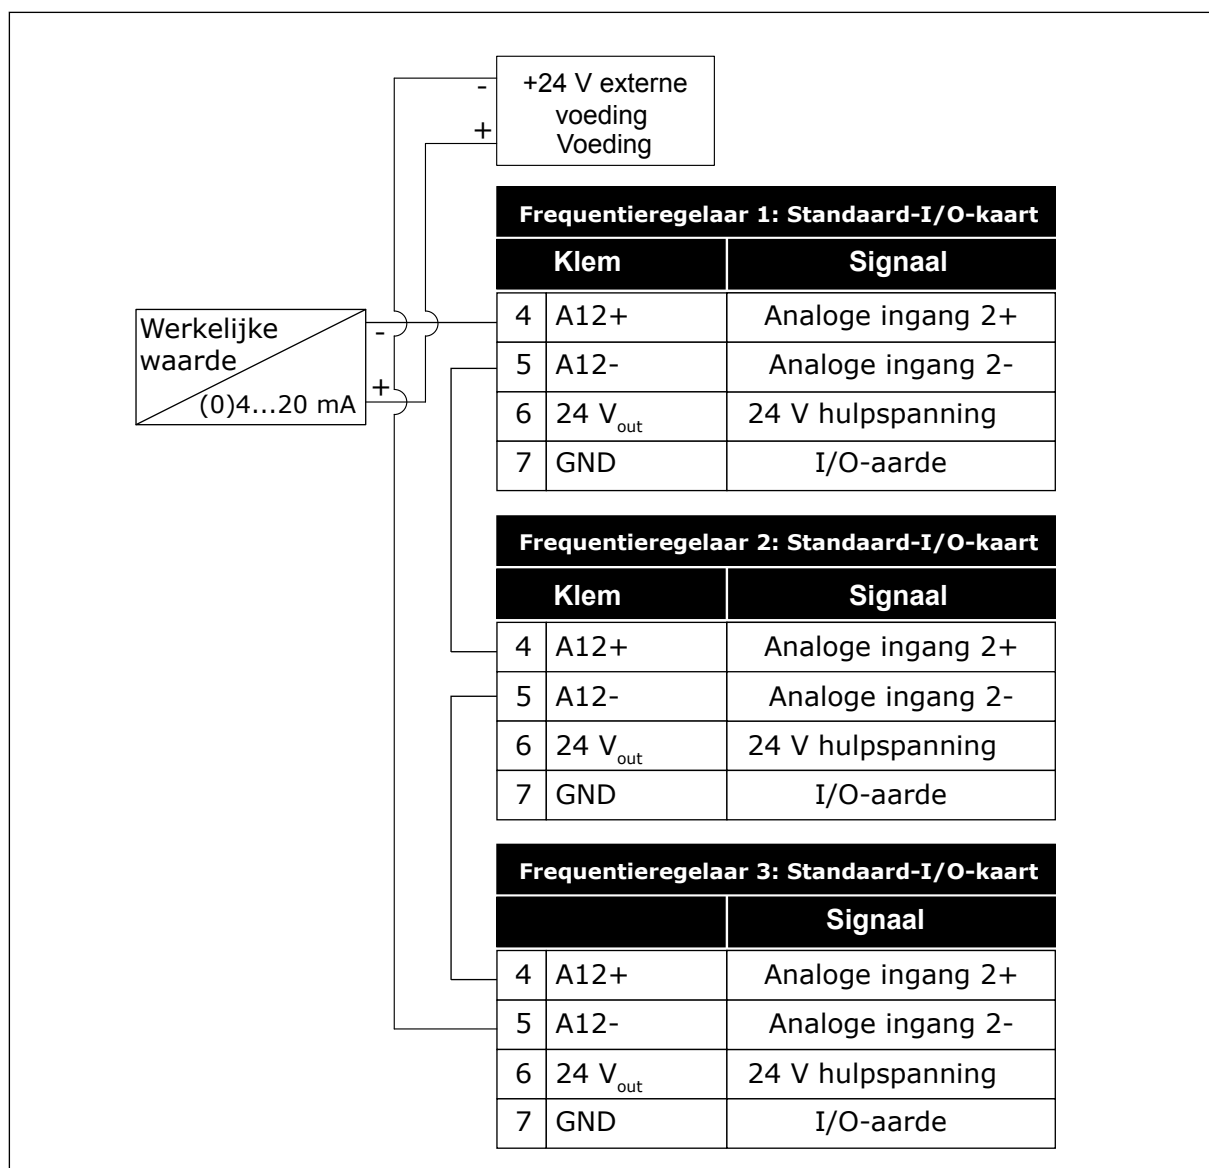 -
+24 V externe
voeding
+
Voeding
Frequentieregelaar 1: Standaard-I/O-kaart
Klem Signaal
4 A12+ Analoge ingang 2+
Werkelijke
-
waarde
5 A12- Analoge ingang 2-
+
(0)4...20 mA
6 24 Vout 24 V hulpspanning
7 GND I/O-aarde
Frequentieregelaar 2: Standaard-I/O-kaart
Klem Signaal
4 A12+ Analoge ingang 2+
5 A12- Analoge ingang 2-
6 24 Vout 24 V hulpspanning
7 GND I/O-aarde
Frequentieregelaar 3: Standaard-I/O-kaart
Signaal
4 A12+ Analoge ingang 2+
5 A12- Analoge ingang 2-
6 24 Vout 24 V hulpspanning
7 GND I/O-aarde